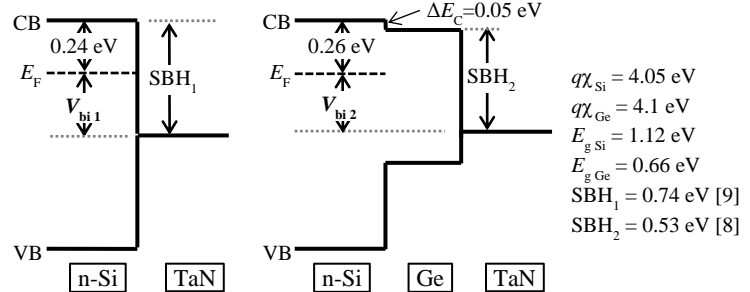 CB
0.24 eV
E_F
V_bi 1
SBH_1
VB
n-Si
TaN
CB
ΔE_C=0.05 eV
0.26 eV
E_F
V_bi 2
SBH_2
VB
n-Si
Ge
TaN
qχ_Si = 4.05 eV
qχ_Ge = 4.1 eV
E_g Si = 1.12 eV
E_g Ge = 0.66 eV
SBH_1 = 0.74 eV [9]
SBH_2 = 0.53 eV [8]